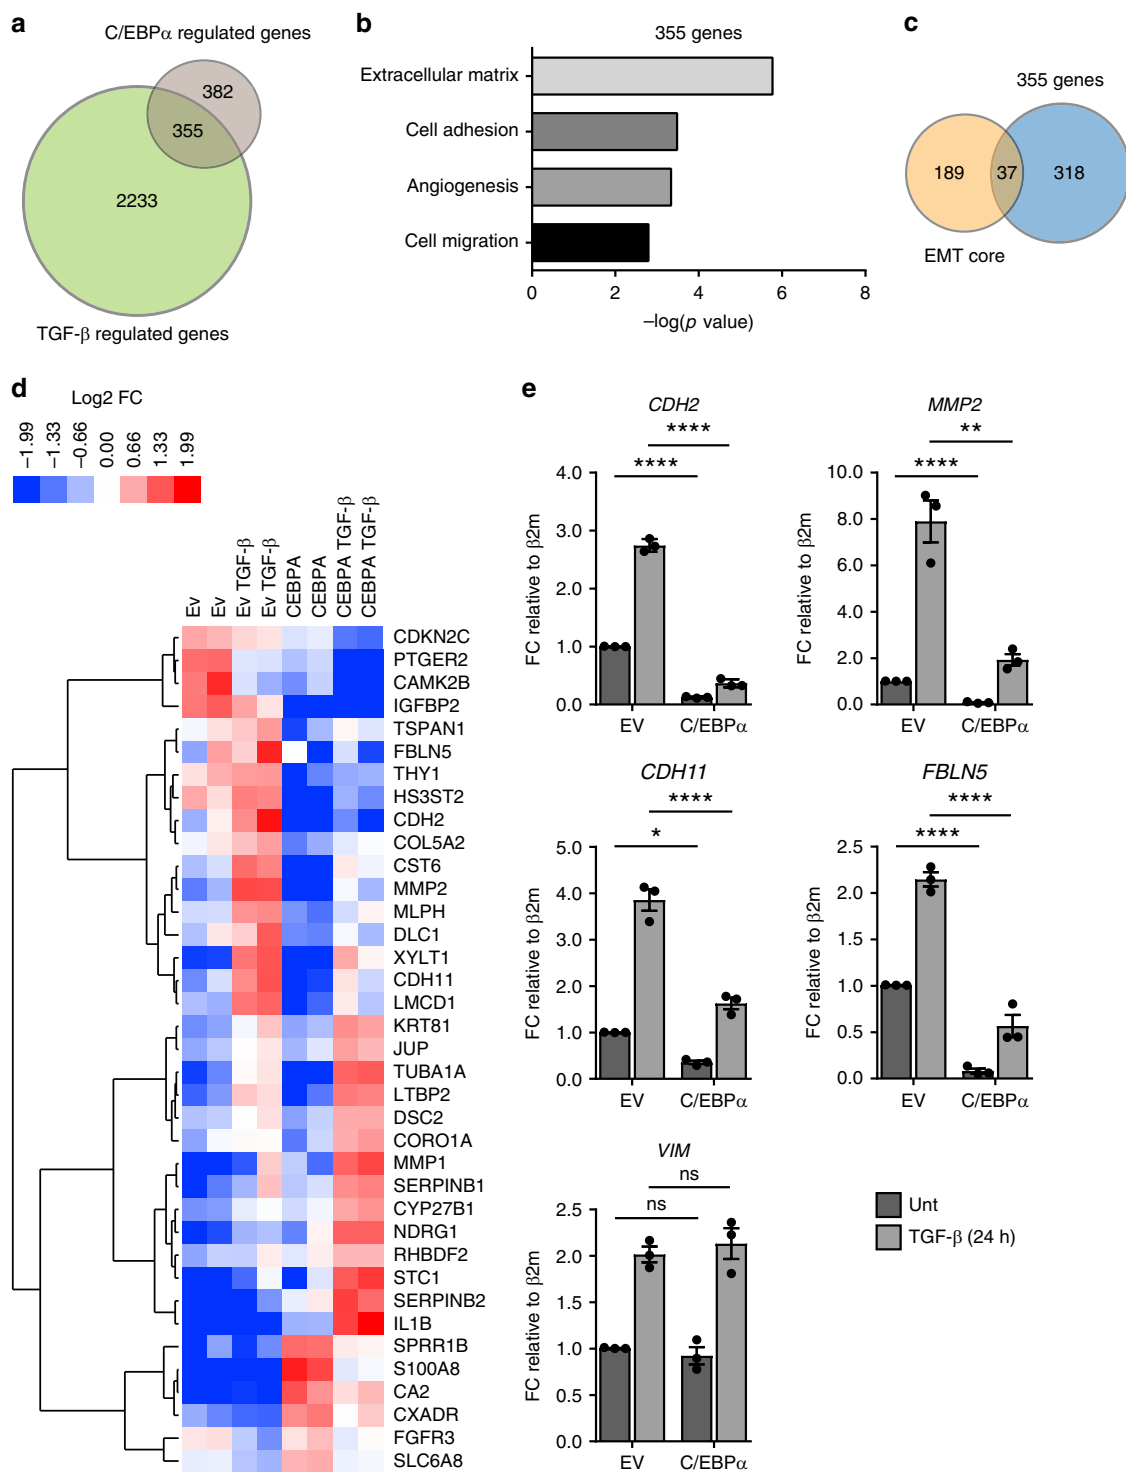 a
C/EBPα regulated genes
382
355
2233
TGF-β regulated genes
b
355 genes
Extracellular matrix
Cell adhesion
Angiogenesis
Cell migration
0 2 4 6 8
–log(p value)
c
355 genes
189 37 318
EMT core
d
Log2 FC
–1.99 –1.33 –0.66 0.00 0.66 1.33 1.99
Ev Ev Ev TGF-β Ev TGF-β CEBPA CEBPA CEBPA TGF-β CEBPA TGF-β
CDKN2C
PTGER2
CAMK2B
IGFBP2
TSPAN1
FBLN5
THY1
HS3ST2
CDH2
COL5A2
CST6
MMP2
MLPH
DLC1
XYLT1
CDH11
LMCD1
KRT81
JUP
TUBA1A
LTBP2
DSC2
CORO1A
MMP1
SERPINB1
CYP27B1
NDRG1
RHBDF2
STC1
SERPINB2
IL1B
SPRR1B
S100A8
CA2
CXADR
FGFR3
SLC6A8
e
CDH2
****
****
FC relative to β2m
4.0
3.0
2.0
1.0
0.0
EV C/EBPα
MMP2
**
****
FC relative to β2m
10.0
8.0
6.0
4.0
2.0
0.0
EV C/EBPα
CDH11
****
*
FC relative to β2m
5.0
4.0
3.0
2.0
1.0
0.0
EV C/EBPα
FBLN5
****
****
FC relative to β2m
2.5
2.0
1.5
1.0
0.5
0.0
EV C/EBPα
VIM
ns
ns
FC relative to β2m
2.5
2.0
1.5
1.0
0.5
0.0
EV C/EBPα
Unt
TGF-β (24 h)